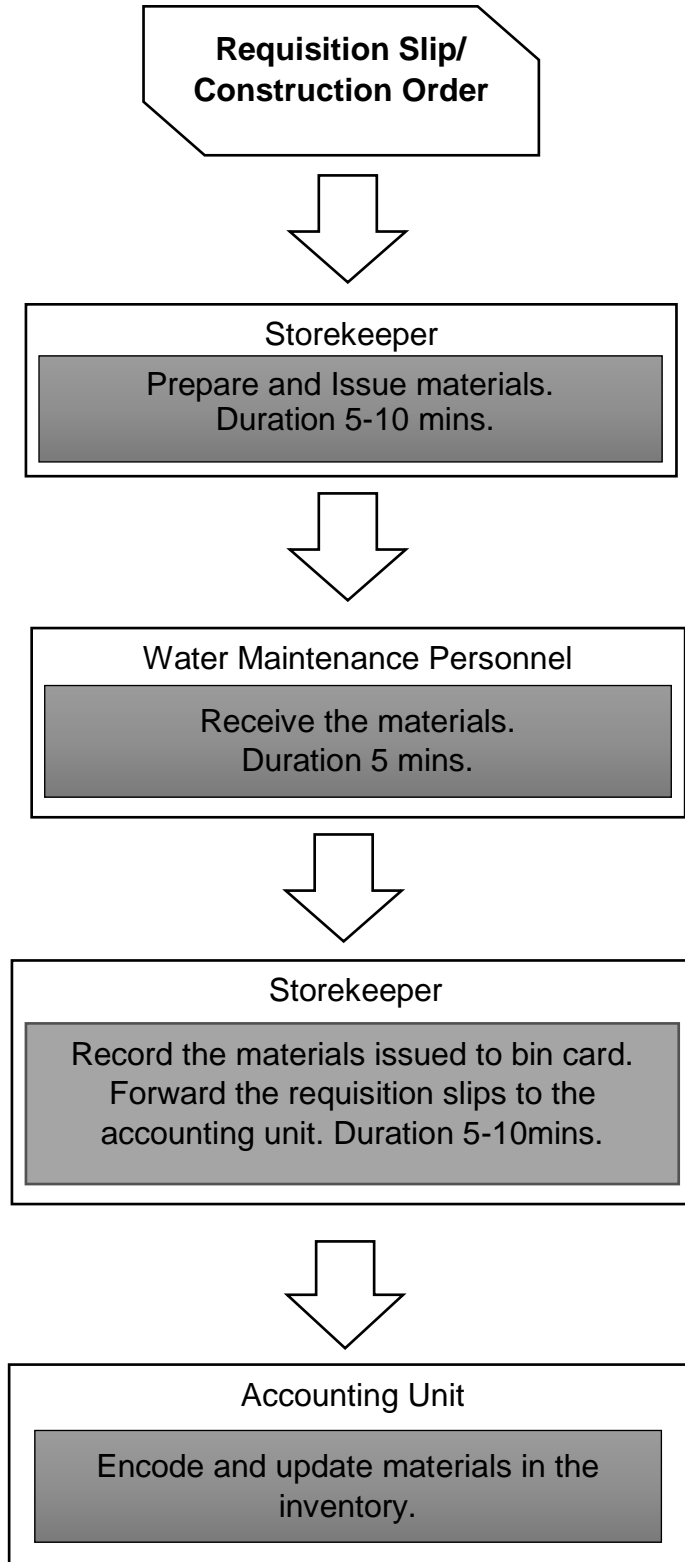 Requisition Slip/
Construction Order
Storekeeper
Prepare and Issue materials.
Duration 5-10 mins.
Water Maintenance Personnel
Receive the materials.
Duration 5 mins.
Storekeeper
Record the materials issued to bin card.
Forward the requisition slips to the
accounting unit. Duration 5-10mins.
Accounting Unit
Encode and update materials in the
inventory.